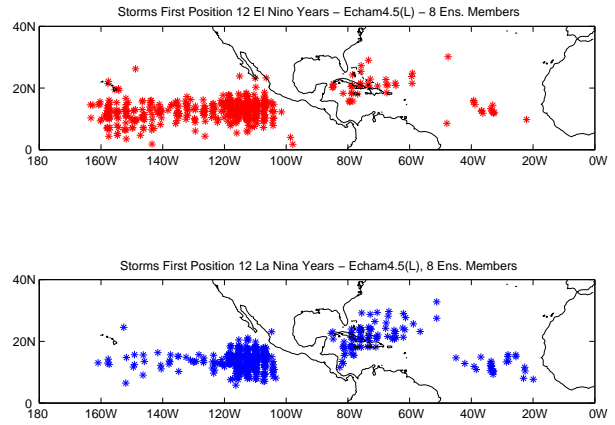 Storms First Position 12 El Nino Years − Echam4.5(L) − 8 Ens. Members
40N
20N
0
180 160W 140W 120W 100W 80W 60W 40W 20W 0W
Storms First Position 12 La Nina Years − Echam4.5(L), 8 Ens. Members
40N
20N
0
180 160W 140W 120W 100W 80W 60W 40W 20W 0W